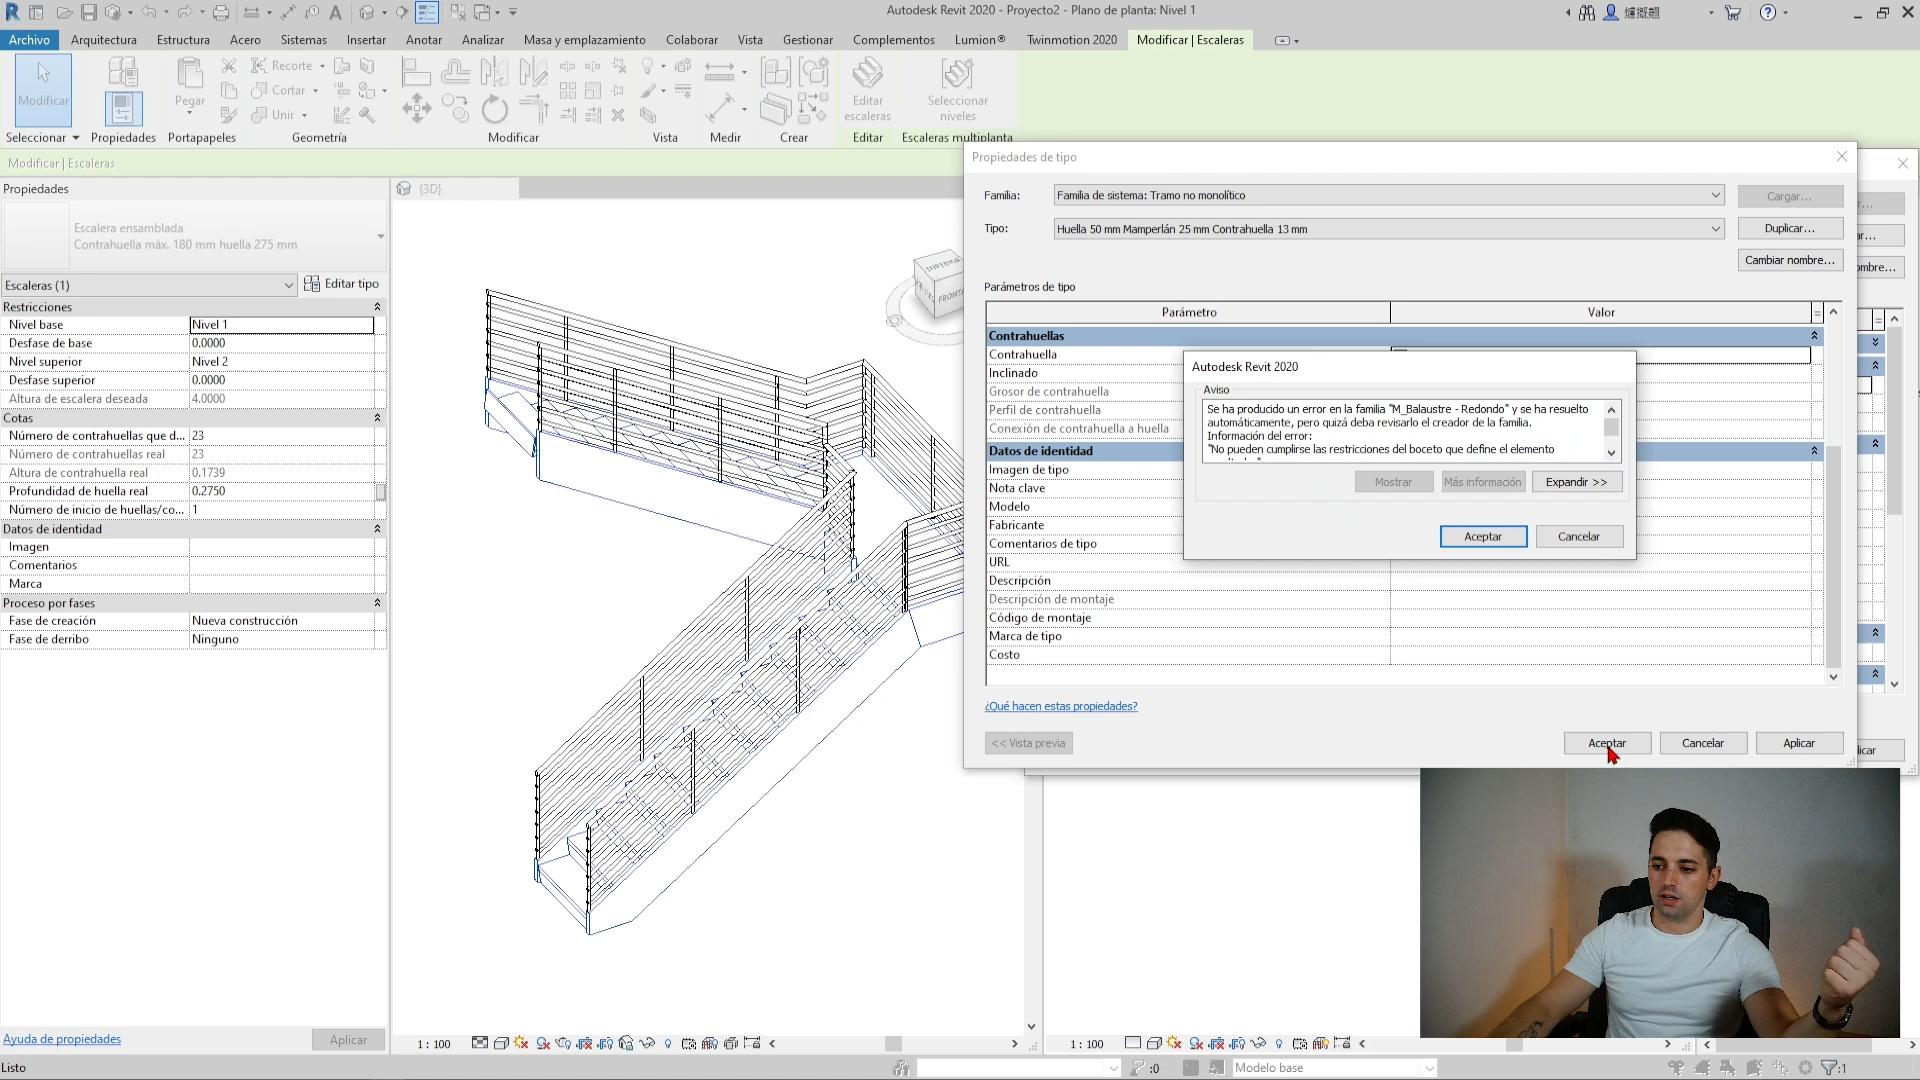 Autodesk Revit 2020 - Proyecto2 - Plano de planta: Nivel 1
Archivo Arquitectura Estructura Acero Sistemas Insertar Anotar Analizar Masa y emplazamiento Colaborar Vista Gestionar Complementos Lumion® Twinmotion 2020 Modificar | Escaleras
Modificar
Pegar
Recorte
Cortar
Unir
Editar escaleras
Seleccionar niveles
Seleccionar Propiedades Portapapeles Geometría Modificar Vista Medir Crear Editar Escaleras multiplanta
Modificar | Escaleras
Propiedades
{3D}
Escalera ensamblada
Contrahuella máx. 180 mm huella 275 mm
Escaleras (1) Editar tipo
Restricciones
Nivel base Nivel 1
Desfase de base 0.0000
Nivel superior Nivel 2
Desfase superior 0.0000
Altura de escalera deseada 4.0000
Cotas
Número de contrahuellas que d... 23
Número de contrahuellas real 23
Altura de contrahuella real 0.1739
Profundidad de huella real 0.2750
Número de inicio de huellas/co... 1
Datos de identidad
Imagen
Comentarios
Marca
Proceso por fases
Fase de creación Nueva construcción
Fase de derribo Ninguno
Ayuda de propiedades Aplicar
Listo
SUPERIOR
Propiedades de tipo
Familia: Familia de sistema: Tramo no monolítico Cargar...
Tipo: Huella 50 mm Mamperlán 25 mm Contrahuella 13 mm Duplicar...
Cambiar nombre...
Parámetros de tipo
Parámetro Valor =
Contrahuellas
Contrahuella
Inclinado
Grosor de contrahuella
Perfil de contrahuella
Conexión de contrahuella a huella
Datos de identidad
Imagen de tipo
Nota clave
Modelo
Fabricante
Comentarios de tipo
URL
Descripción
Descripción de montaje
Código de montaje
Marca de tipo
Costo
¿Qué hacen estas propiedades?
<< Vista previa Aceptar Cancelar Aplicar
Autodesk Revit 2020
Aviso
Se ha producido un error en la familia "M_Balaustre - Redondo" y se ha resuelto
automáticamente, pero quizá deba revisarlo el creador de la familia.
Información del error:
"No pueden cumplirse las restricciones del boceto que define el elemento
Mostrar Más información Expandir >>
Aceptar Cancelar
1 : 100
1 : 100
:0 Modelo base :1